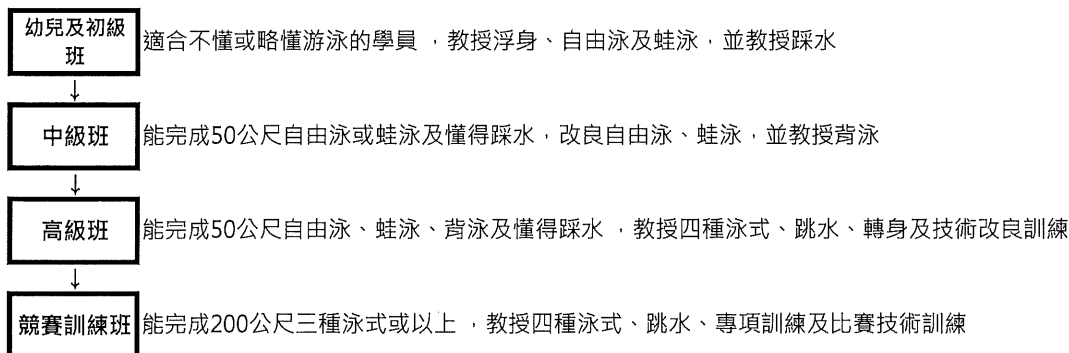 幼兒及初級班
適合不懂或略懂游泳的學員，教授浮身、自由泳及蛙泳，並教授踩水
↓
中級班
能完成50公尺自由泳或蛙泳及懂得踩水，改良自由泳、蛙泳，並教授背泳
↓
高級班
能完成50公尺自由泳、蛙泳、背泳及懂得踩水，教授四種泳式、跳水、轉身及技術改良訓練
↓
競賽訓練班
能完成200公尺三種泳式或以上，教授四種泳式、跳水、專項訓練及比賽技術訓練